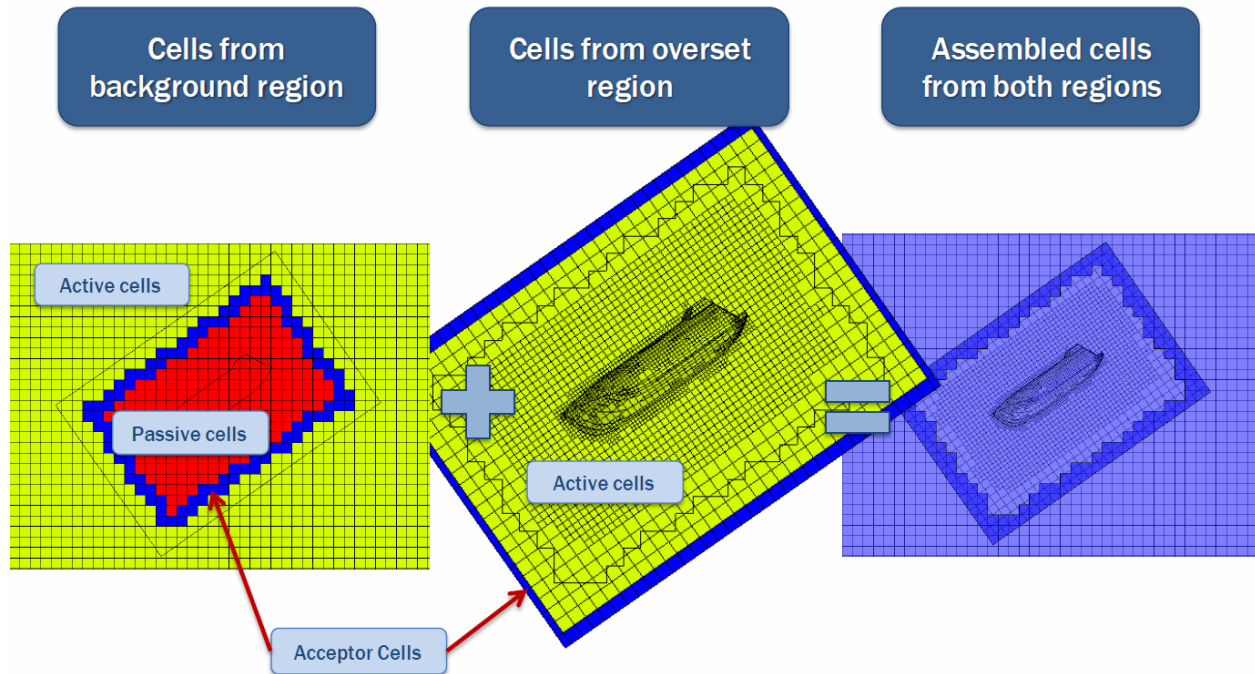 Cells from
background region
Cells from overset
region
Assembled cells
from both regions
Active cells
Passive cells
Active cells
Acceptor Cells